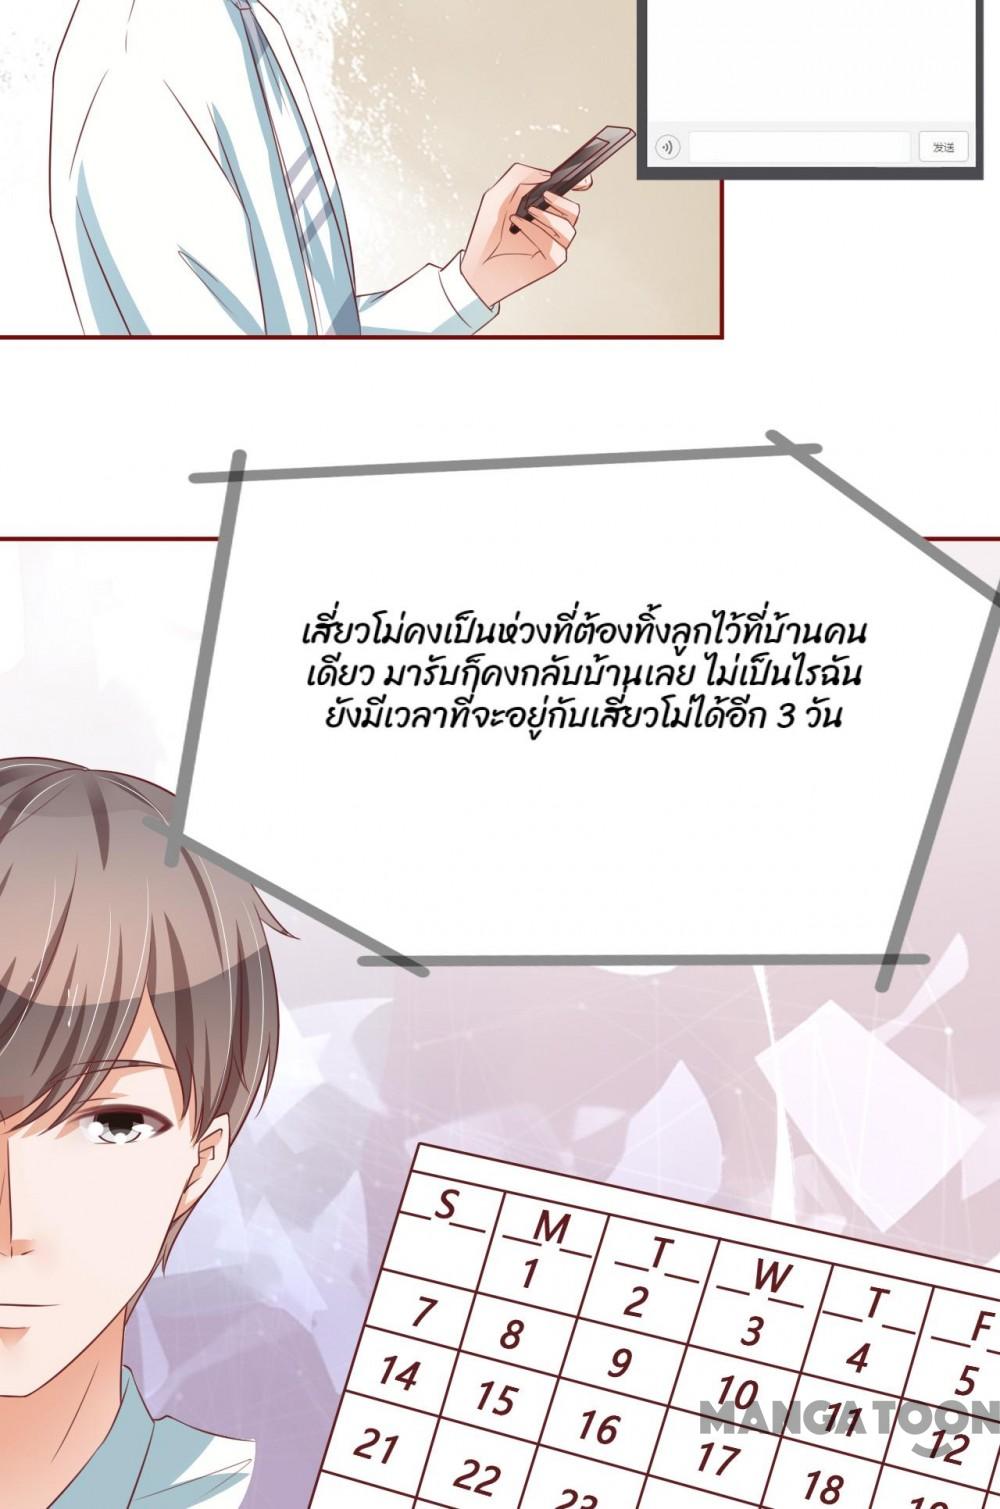 发送
เสี่ยวโม่คงเป็นห่วงที่ต้องทิ้งลูกไว้ที่บ้านคน
เดียว มารับก็คงกลับบ้านเลย ไม่เป็นไรฉัน
ยังมีเวลาที่จะอยู่กับเสี่ยวโม่ได้อีก 3 วัน
S M T W T F
1 2 3 4 5
7 8 9 10 11 12
14 15 16 17 18
21 22 23
MANGATOON